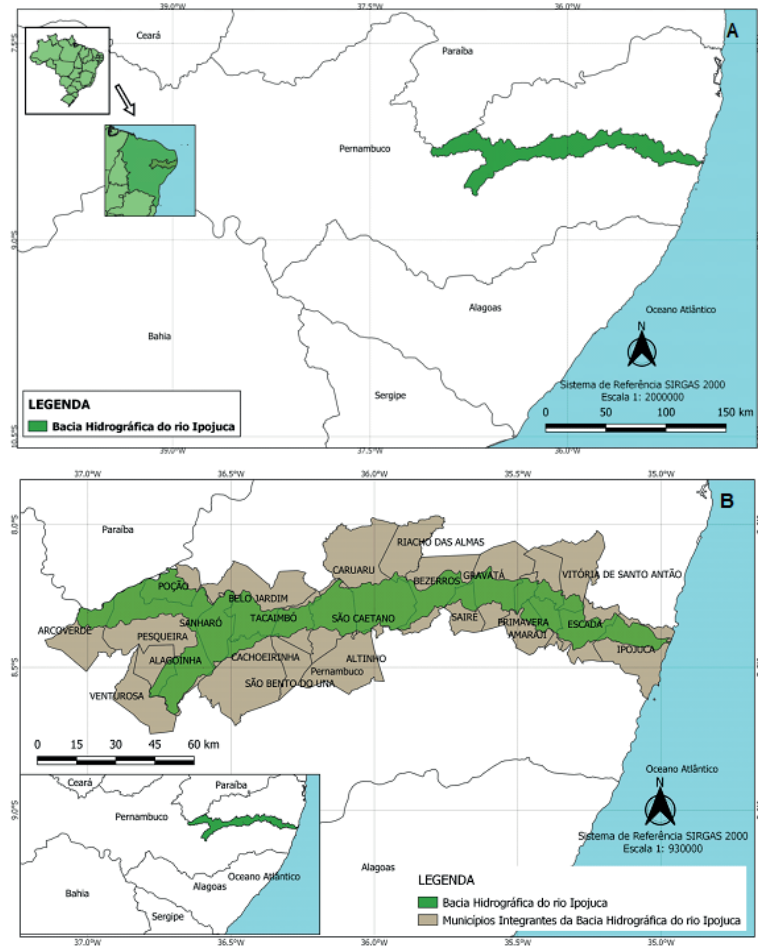 39.0°W 37.5°W 36.0°W
A
Ceará
Paraíba
7.5°S
Pernambuco
9.0°S
9.0°S
Alagoas
Oceano Atlântico
Bahia
N
Sergipe
Sistema de Referência SIRGAS 2000
Escala 1: 2000000
LEGENDA
Bacia Hidrográfica do rio Ipojuca
0 50 100 150 km
10.5°S
39.0°W 37.5°W 36.0°W
37.0°W 36.5°W 36.0°W 35.5°W 35.0°W
B
8.0°S
Paraíba
RIACHO DAS ALMAS
CARUARU
VITÓRIA DE SANTO ANTÃO
GRAVATÁ
BEZERROS
POÇÃO
BELO JARDIM
SANHARÓ
TACAIMBÓ
SÃO CAETANO
SAIRÉ
PRIMAVERA
ESCADA
ARCOVERDE
PESQUEIRA
AMARAJI
IPOJUCA
ALAGOINHA
CACHOEIRINHA
ALTINHO
8.5°S
Pernambuco
SÃO BENTO DO UNA
VENTUROSA
0 15 30 45 60 km
Oceano Atlântico
N
Ceará
Paraíba
Pernambuco
9.0°S
Sistema de Referência SIRGAS 2000
Escala 1: 930000
Alagoas
Oceano Atlântico
Alagoas
Bahia
Sergipe
LEGENDA
Bacia Hidrográfica do rio Ipojuca
Municípios Integrantes da Bacia Hidrográfica do rio Ipojuca
37.0°W 36.5°W 36.0°W 35.5°W 35.0°W